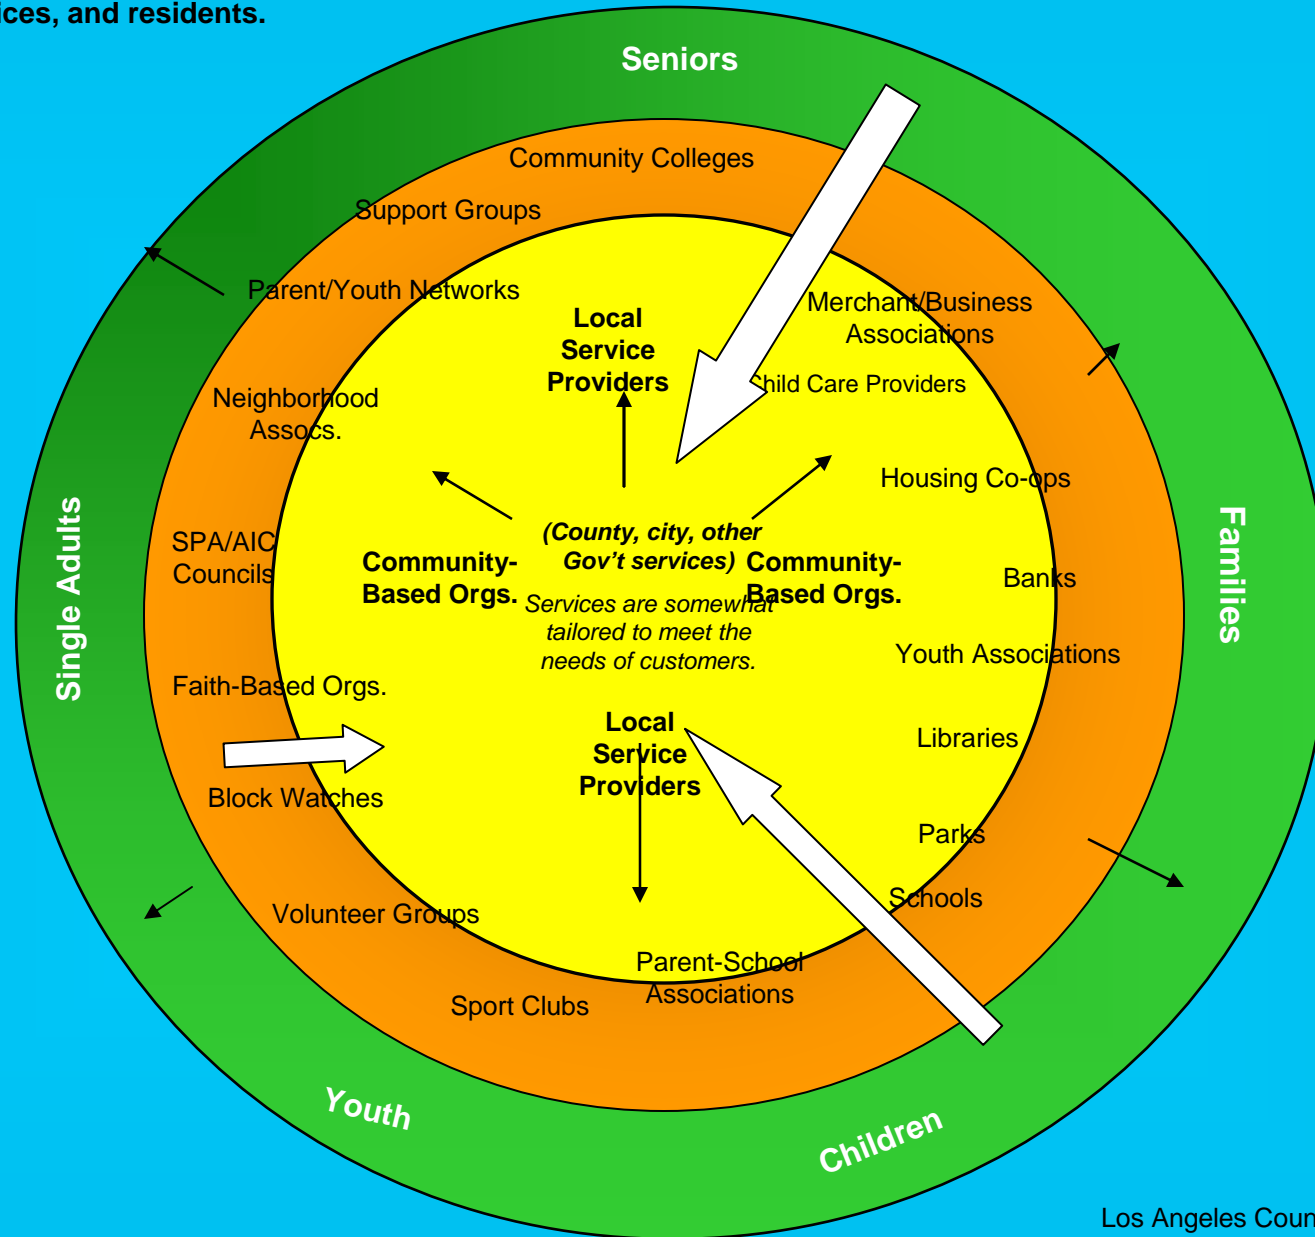 ices, and residents.
Seniors
Community Colleges
Support Groups
Parent/Youth Networks
Local
Service
Providers
Merchant/Business
Associations
Child Care Providers
Neighborhood
Assocs.
Housing Co-ops
(County, city, other
Gov't services)
Community-
Based Orgs.
Community-
Based Orgs.
Services are somewhat
tailored to meet the
needs of customers.
SPA/AIC
Councils
Single Adults
Families
Banks
Youth Associations
Faith-Based Orgs.
Local
Service
Providers
Libraries
Block Watches
Parks
Schools
Volunteer Groups
Parent-School
Associations
Sport Clubs
Youth
Children
Los Angeles Coun